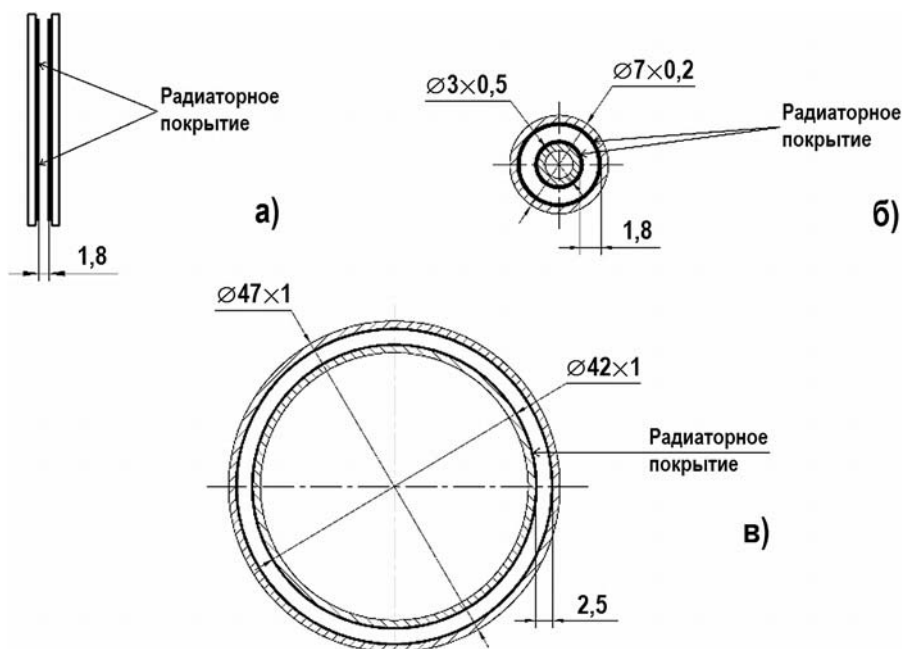 Радиаторное
покрытие
а)
1,8
∅3×0,5
∅7×0,2
Радиаторное
покрытие
б)
1,8
∅47×1
∅42×1
Радиаторное
покрытие
в)
2,5